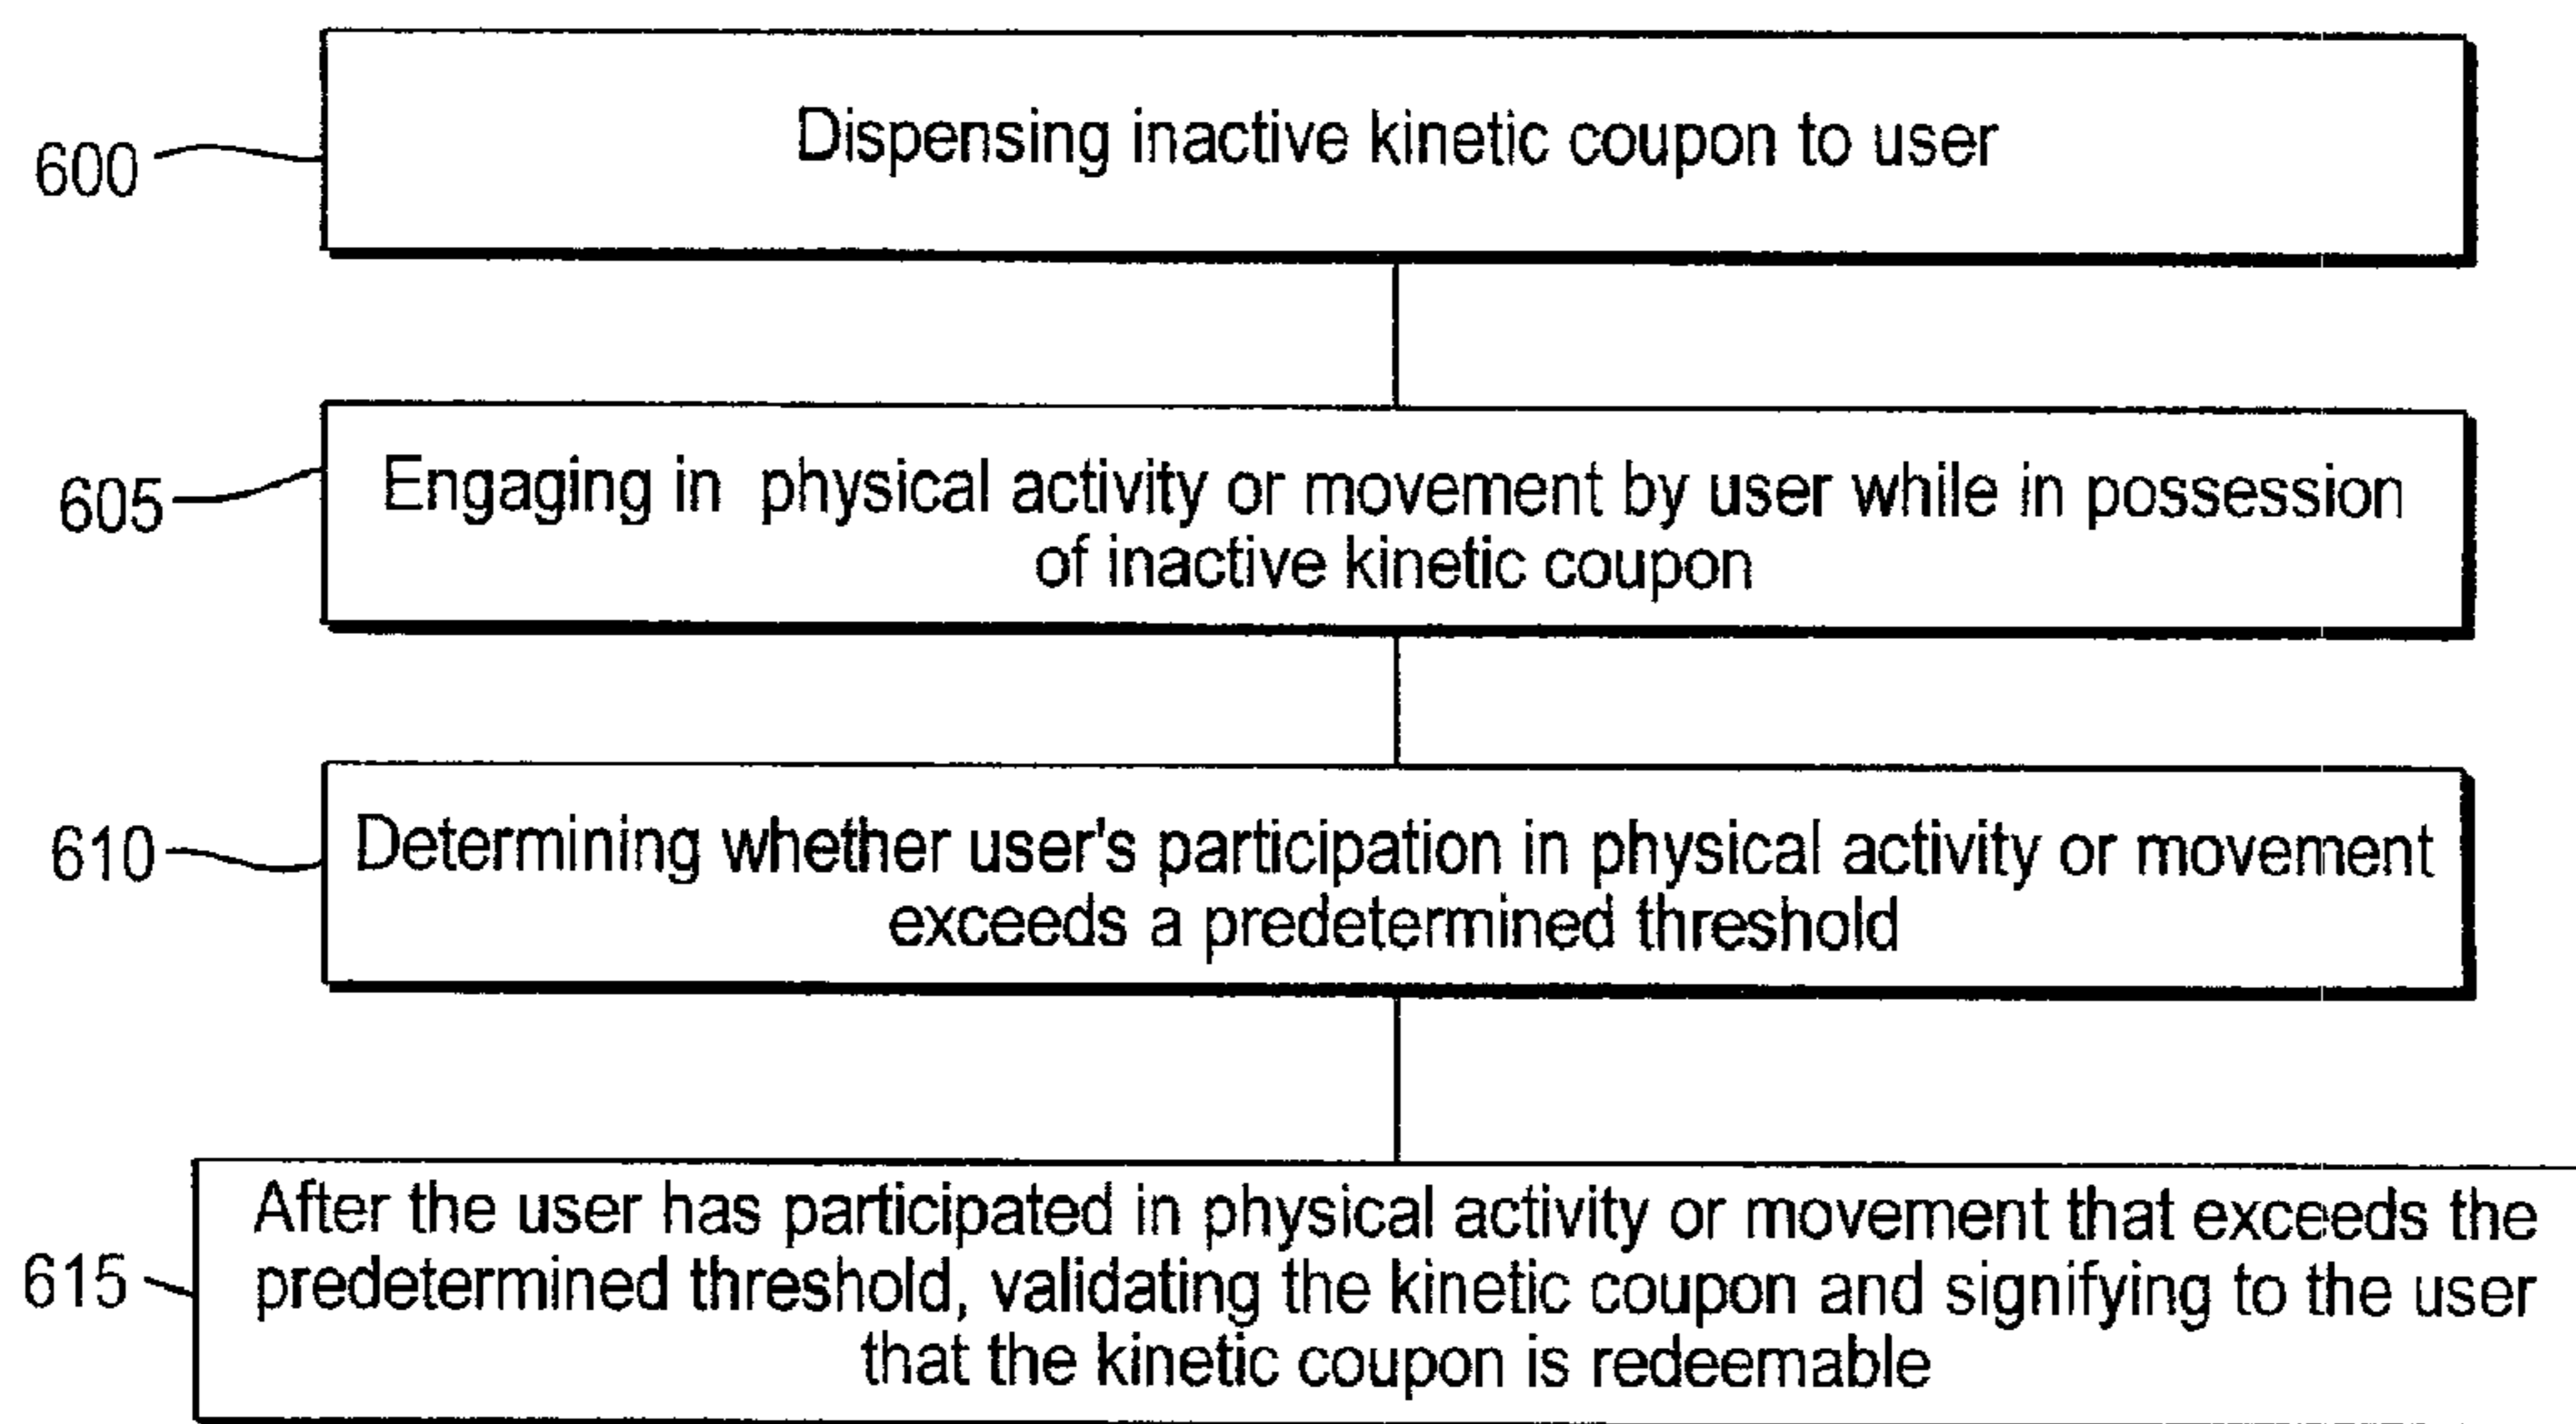 600
Dispensing inactive kinetic coupon to user
605
Engaging in physical activity or movement by user while in possession
of inactive kinetic coupon
610
Determining whether user's participation in physical activity or movement
exceeds a predetermined threshold
615
After the user has participated in physical activity or movement that exceeds the
predetermined threshold, validating the kinetic coupon and signifying to the user
that the kinetic coupon is redeemable